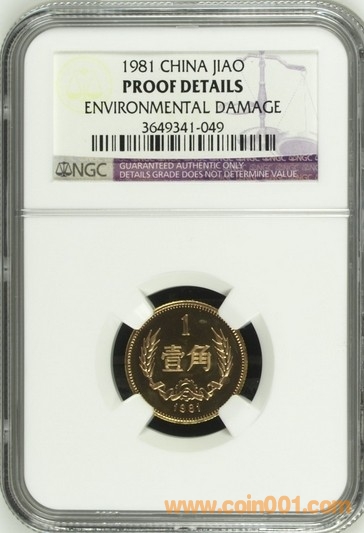 1981 CHINA JIAO
PROOF DETAILS
ENVIRONMENTAL DAMAGE
3649341-049
NGC
GUARANTEED AUTHENTIC ONLY.
DETAILS GRADE DOES NOT DETERMINE VALUE.
1
壹角
1981
www.coin001.com